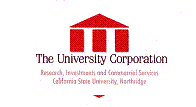 The University Corporation
Research, Investments and Commercial Services
California State University, Northridge